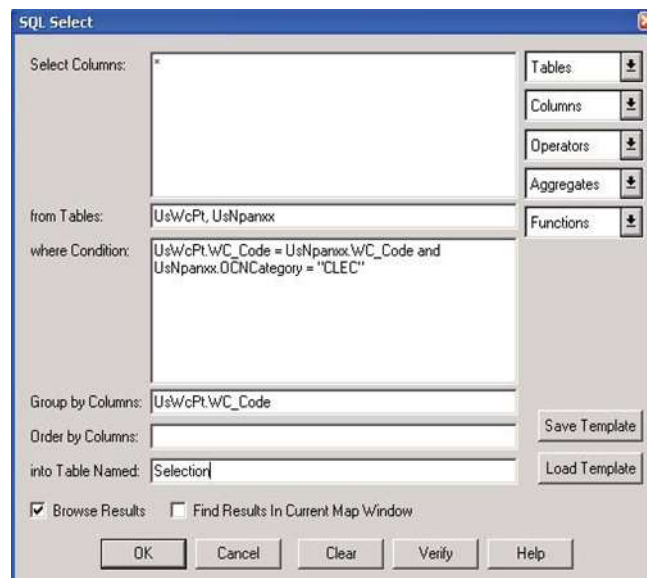 SQL Select
Select Columns:
*
Tables
Columns
Operators
Aggregates
from Tables:
UsWcPt, UsNpanxx
Functions
where Condition:
UsWcPt.WC_Code = UsNpanxx.WC_Code and
UsNpanxx.OCNCategory = "CLEC"
Group by Columns:
UsWcPt.WC_Code
Order by Columns:
Save Template
into Table Named:
Selection
Load Template
Browse Results
Find Results In Current Map Window
OK
Cancel
Clear
Verify
Help